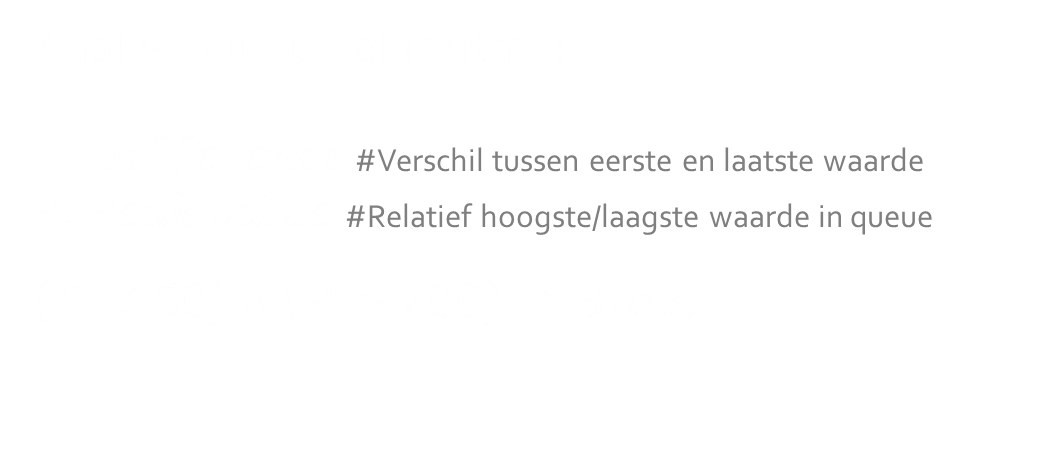 #Verschil tussen eerste en laatste waarde
#Relatief hoogste/laagste waarde in queue